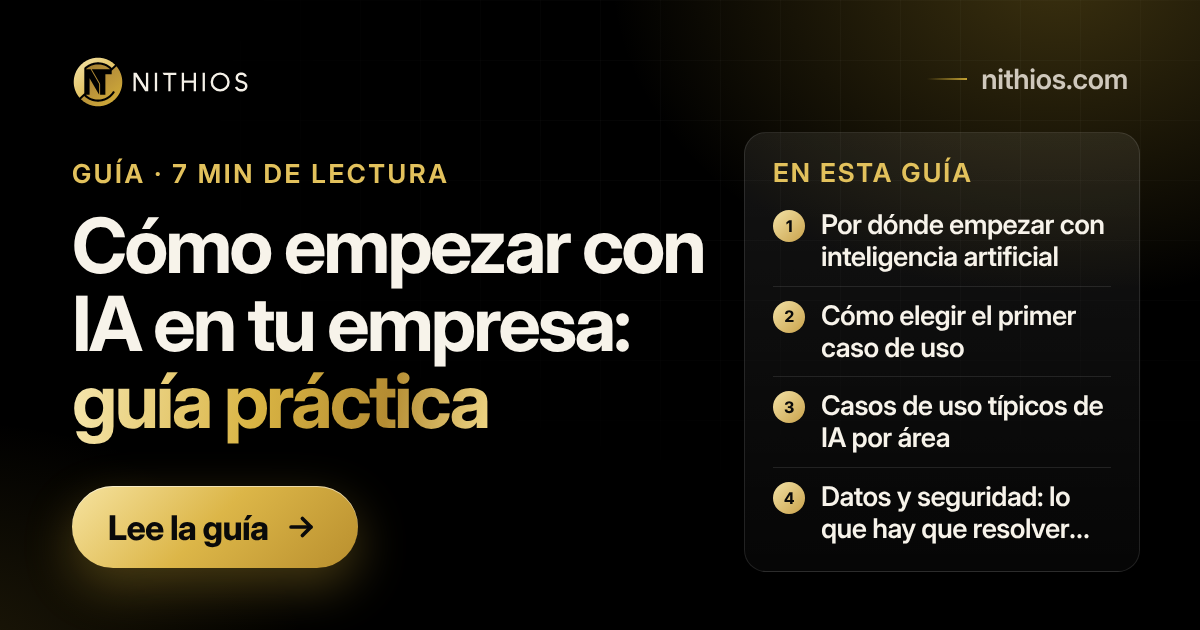 NITHIOS
nithios.com
GUÍA · 7 MIN DE LECTURA
Cómo empezar con
IA en tu empresa:
guía práctica
Lee la guía →
EN ESTA GUÍA
1 Por dónde empezar con
inteligencia artificial
2 Cómo elegir el primer
caso de uso
3 Casos de uso típicos de
IA por área
4 Datos y seguridad: lo
que hay que resolver...